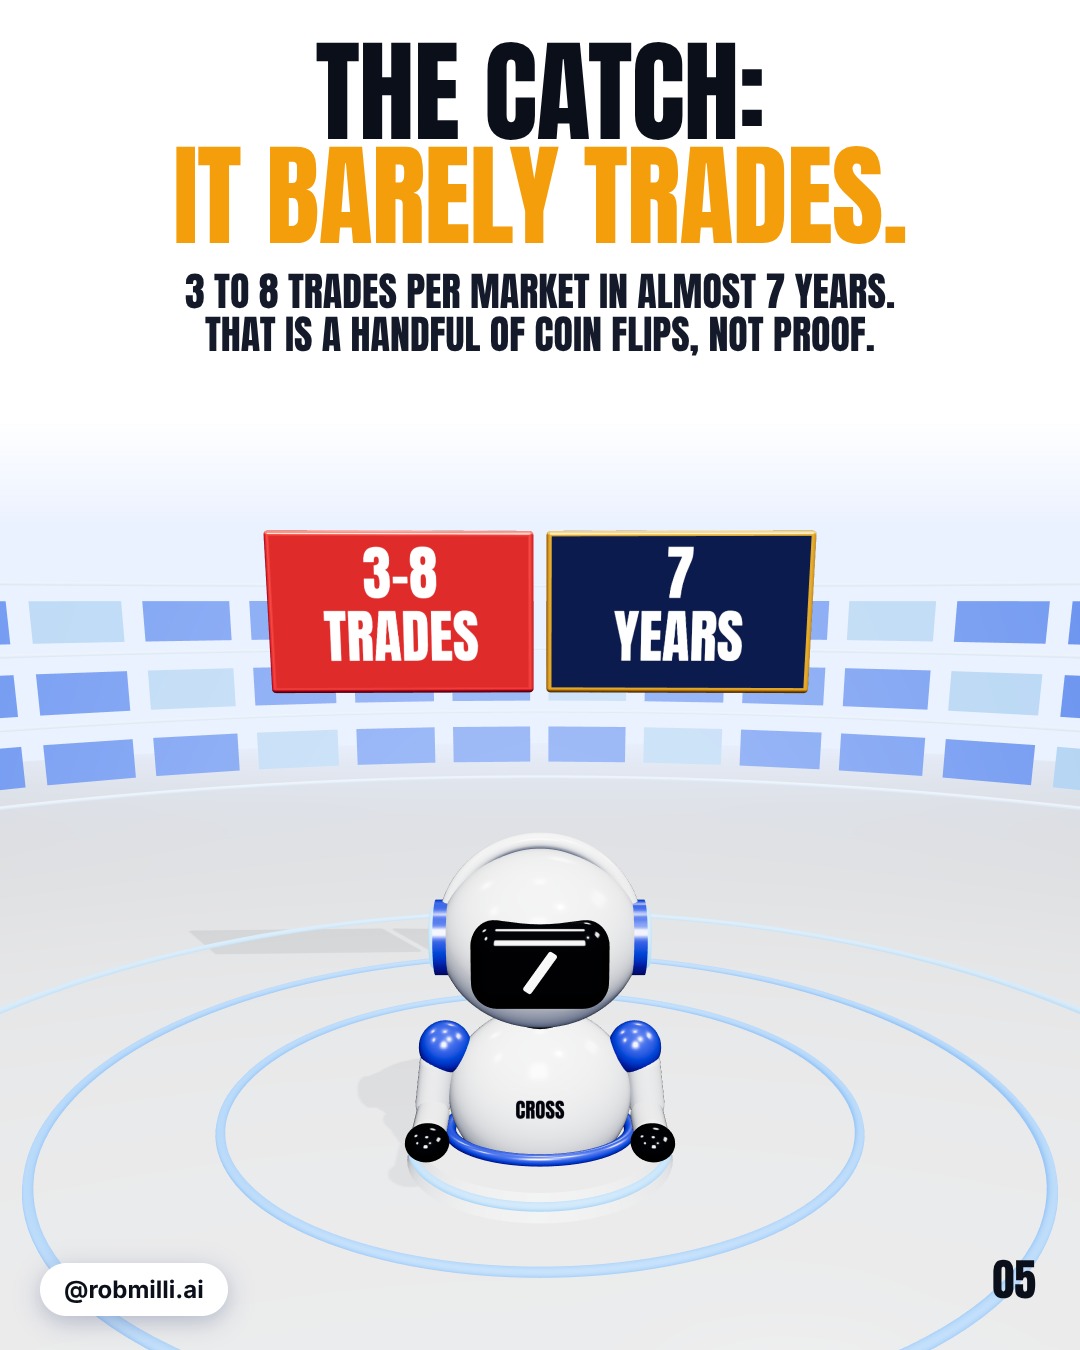 THE CATCH:
IT BARELY TRADES.
3 TO 8 TRADES PER MARKET IN ALMOST 7 YEARS.
THAT IS A HANDFUL OF COIN FLIPS, NOT PROOF.
3-8
TRADES
7
YEARS
CROSS
@robmilli.ai
05